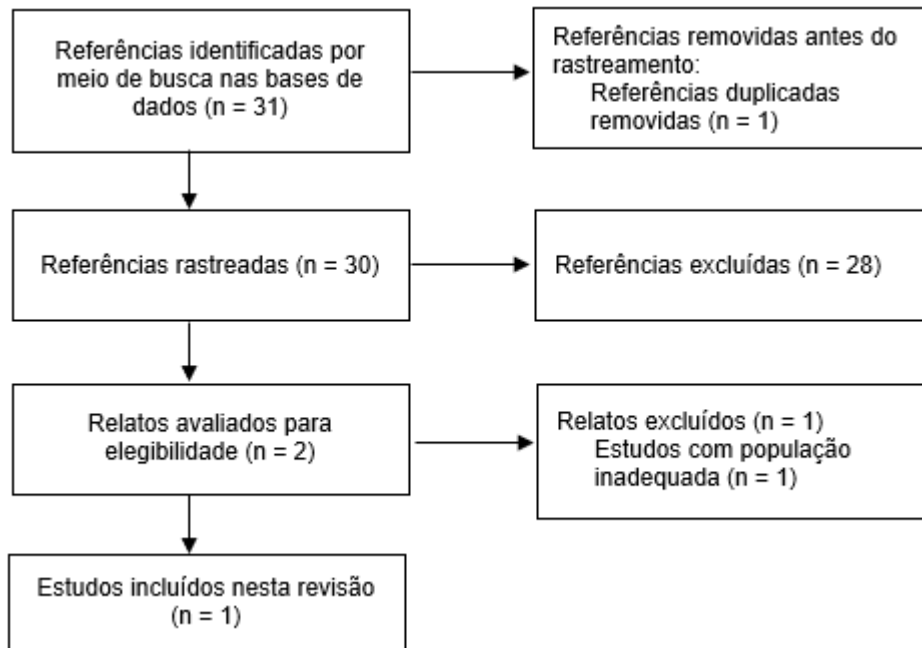 Referências identificadas por
meio de busca nas bases de
dados (n = 31)
Referências removidas antes do
rastreamento:
Referências duplicadas
removidas (n = 1)
Referências rastreadas (n = 30)
Referências excluídas (n = 28)
Relatos avaliados para
elegibilidade (n = 2)
Relatos excluídos (n = 1)
Estudos com população
inadequada (n = 1)
Estudos incluídos nesta revisão
(n = 1)